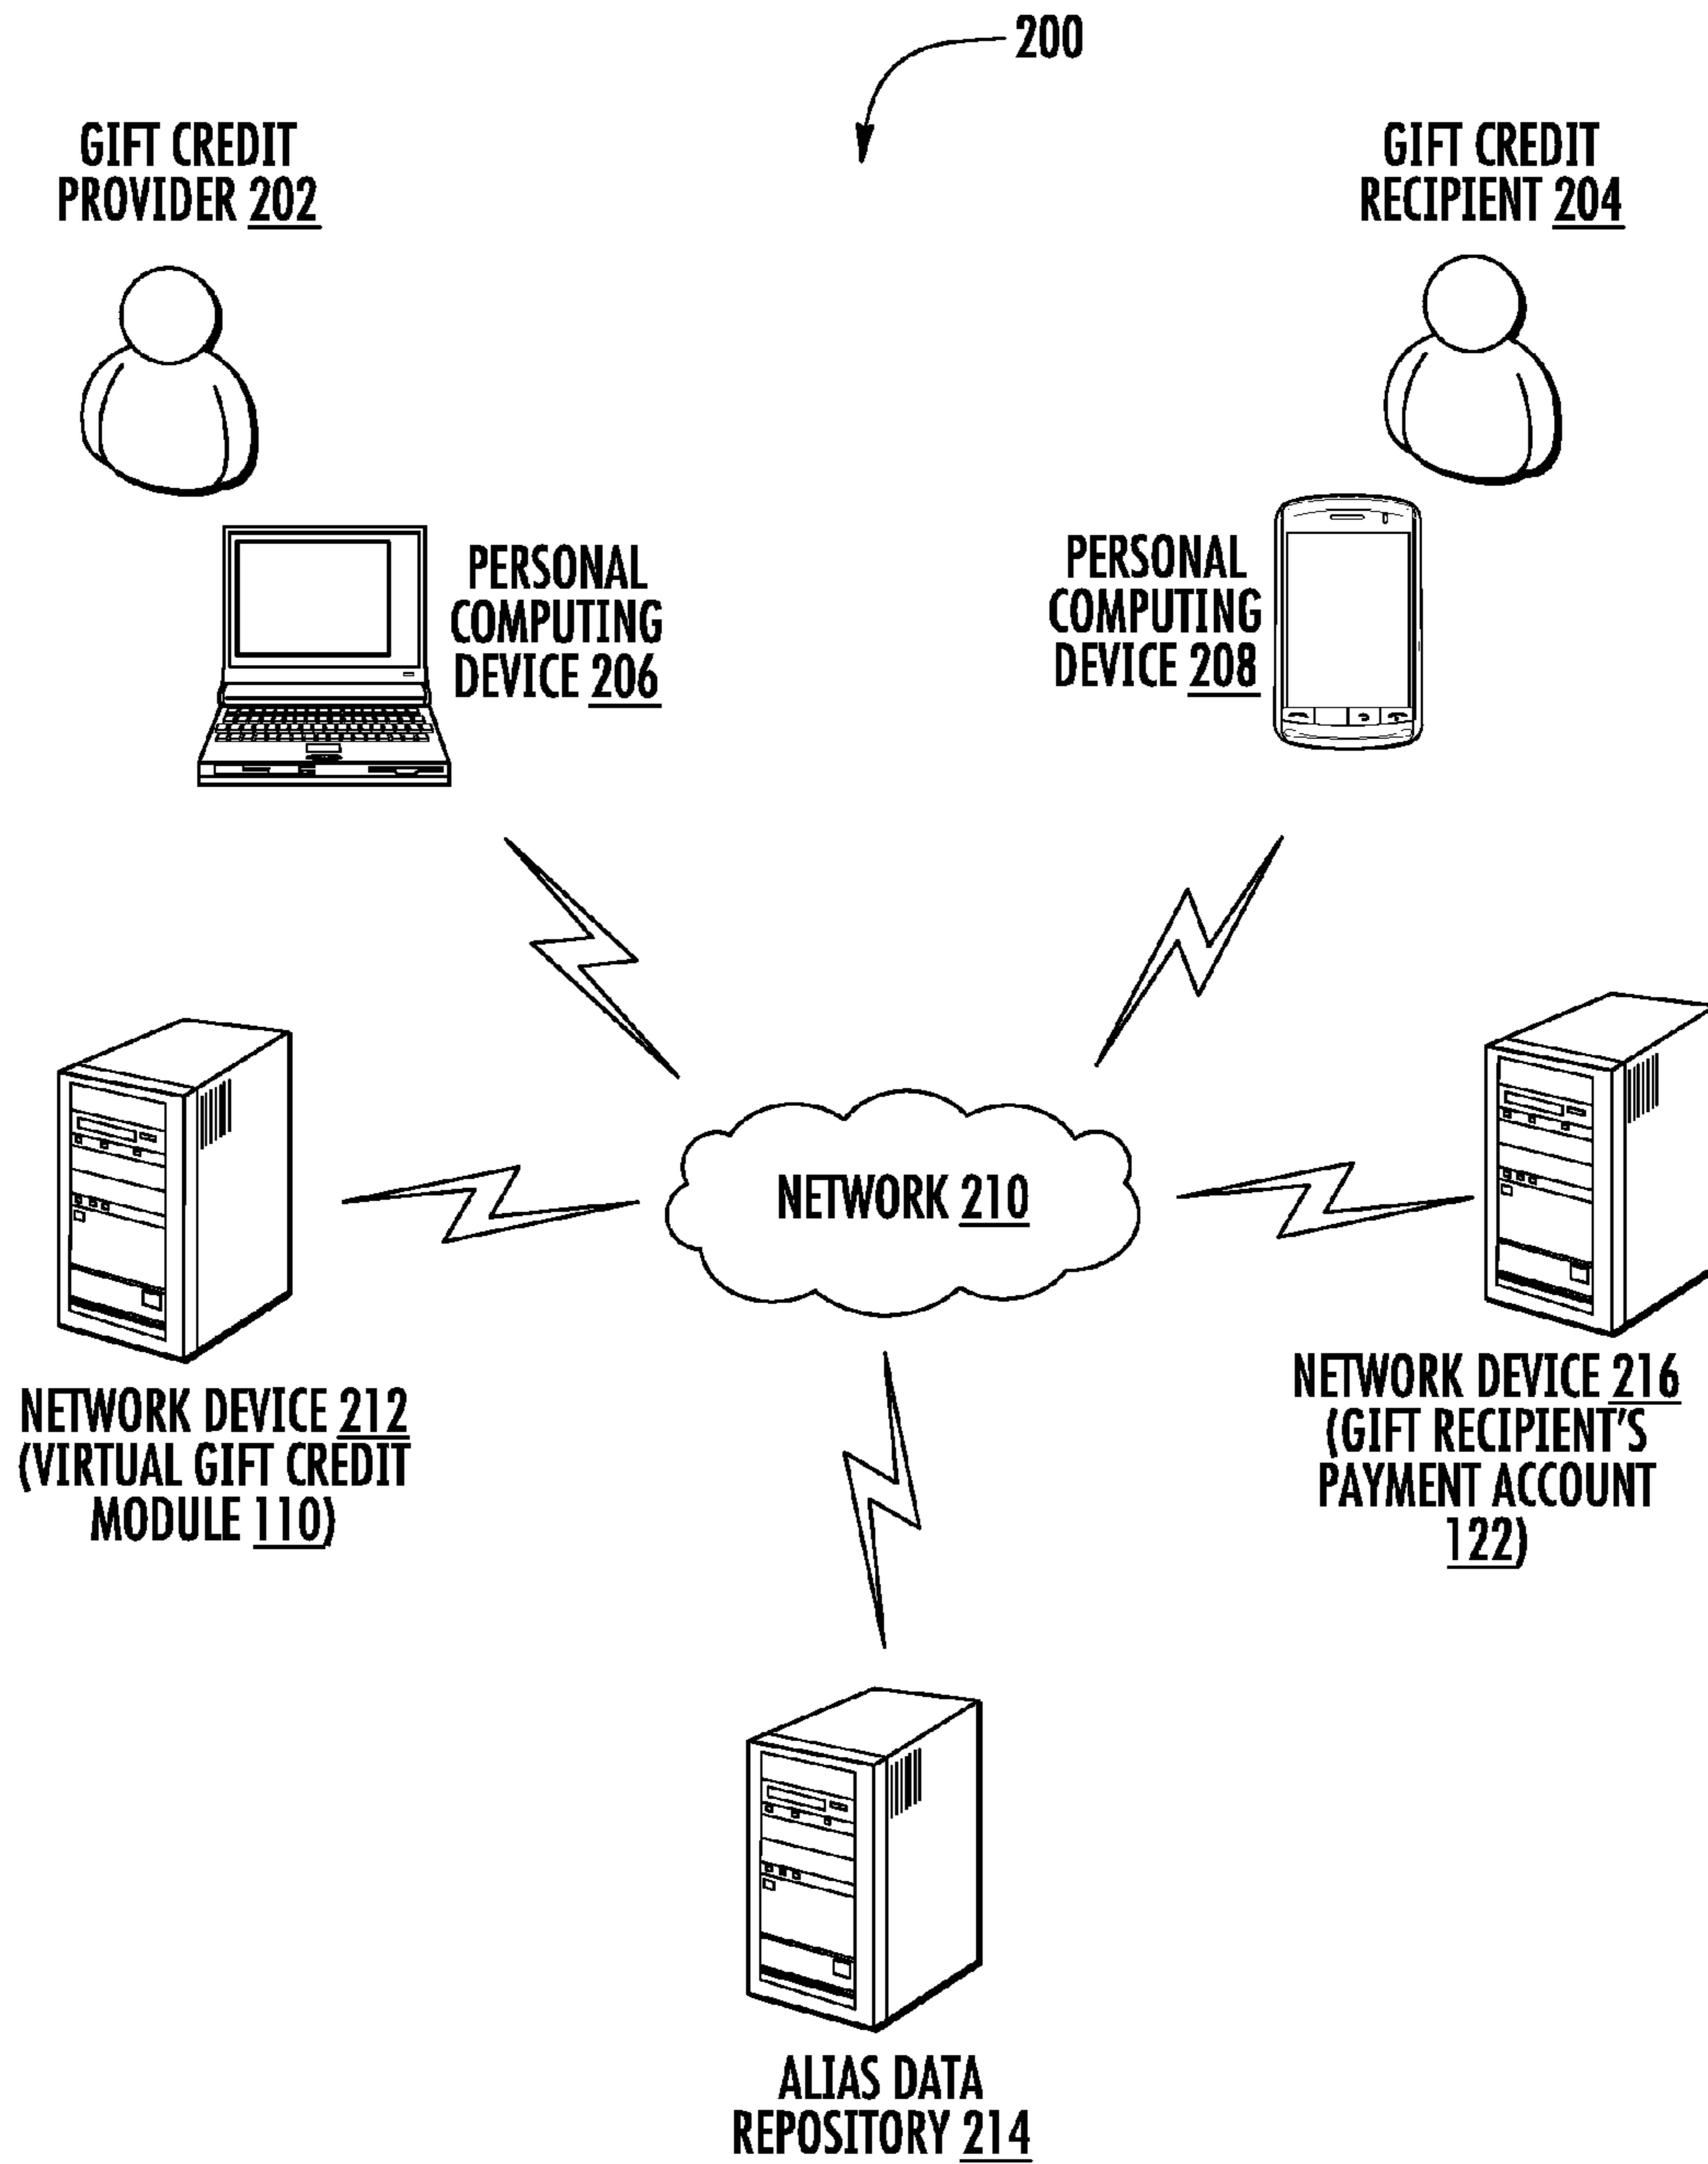 200
GIFT CREDIT
PROVIDER 202
GIFT CREDIT
RECIPIENT 204
PERSONAL
COMPUTING
DEVICE 206
PERSONAL
COMPUTING
DEVICE 208
NETWORK 210
NETWORK DEVICE 212
(VIRTUAL GIFT CREDIT
MODULE 110)
NETWORK DEVICE 216
(GIFT RECIPIENT'S
PAYMENT ACCOUNT
122)
ALIAS DATA
REPOSITORY 214